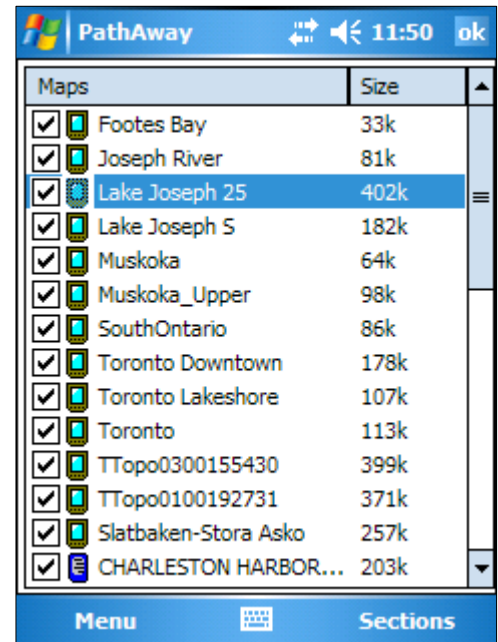 PathAway 11:50 ok
Maps Size
Footes Bay 33k
Joseph River 81k
Lake Joseph 25 402k
Lake Joseph S 182k
Muskoka 64k
Muskoka_Upper 98k
SouthOntario 86k
Toronto Downtown 178k
Toronto Lakeshore 107k
Toronto 113k
TTopo0300155430 399k
TTopo0100192731 371k
Slatbaken-Stora Asko 257k
CHARLESTON HARBOR... 203k
Menu Sections